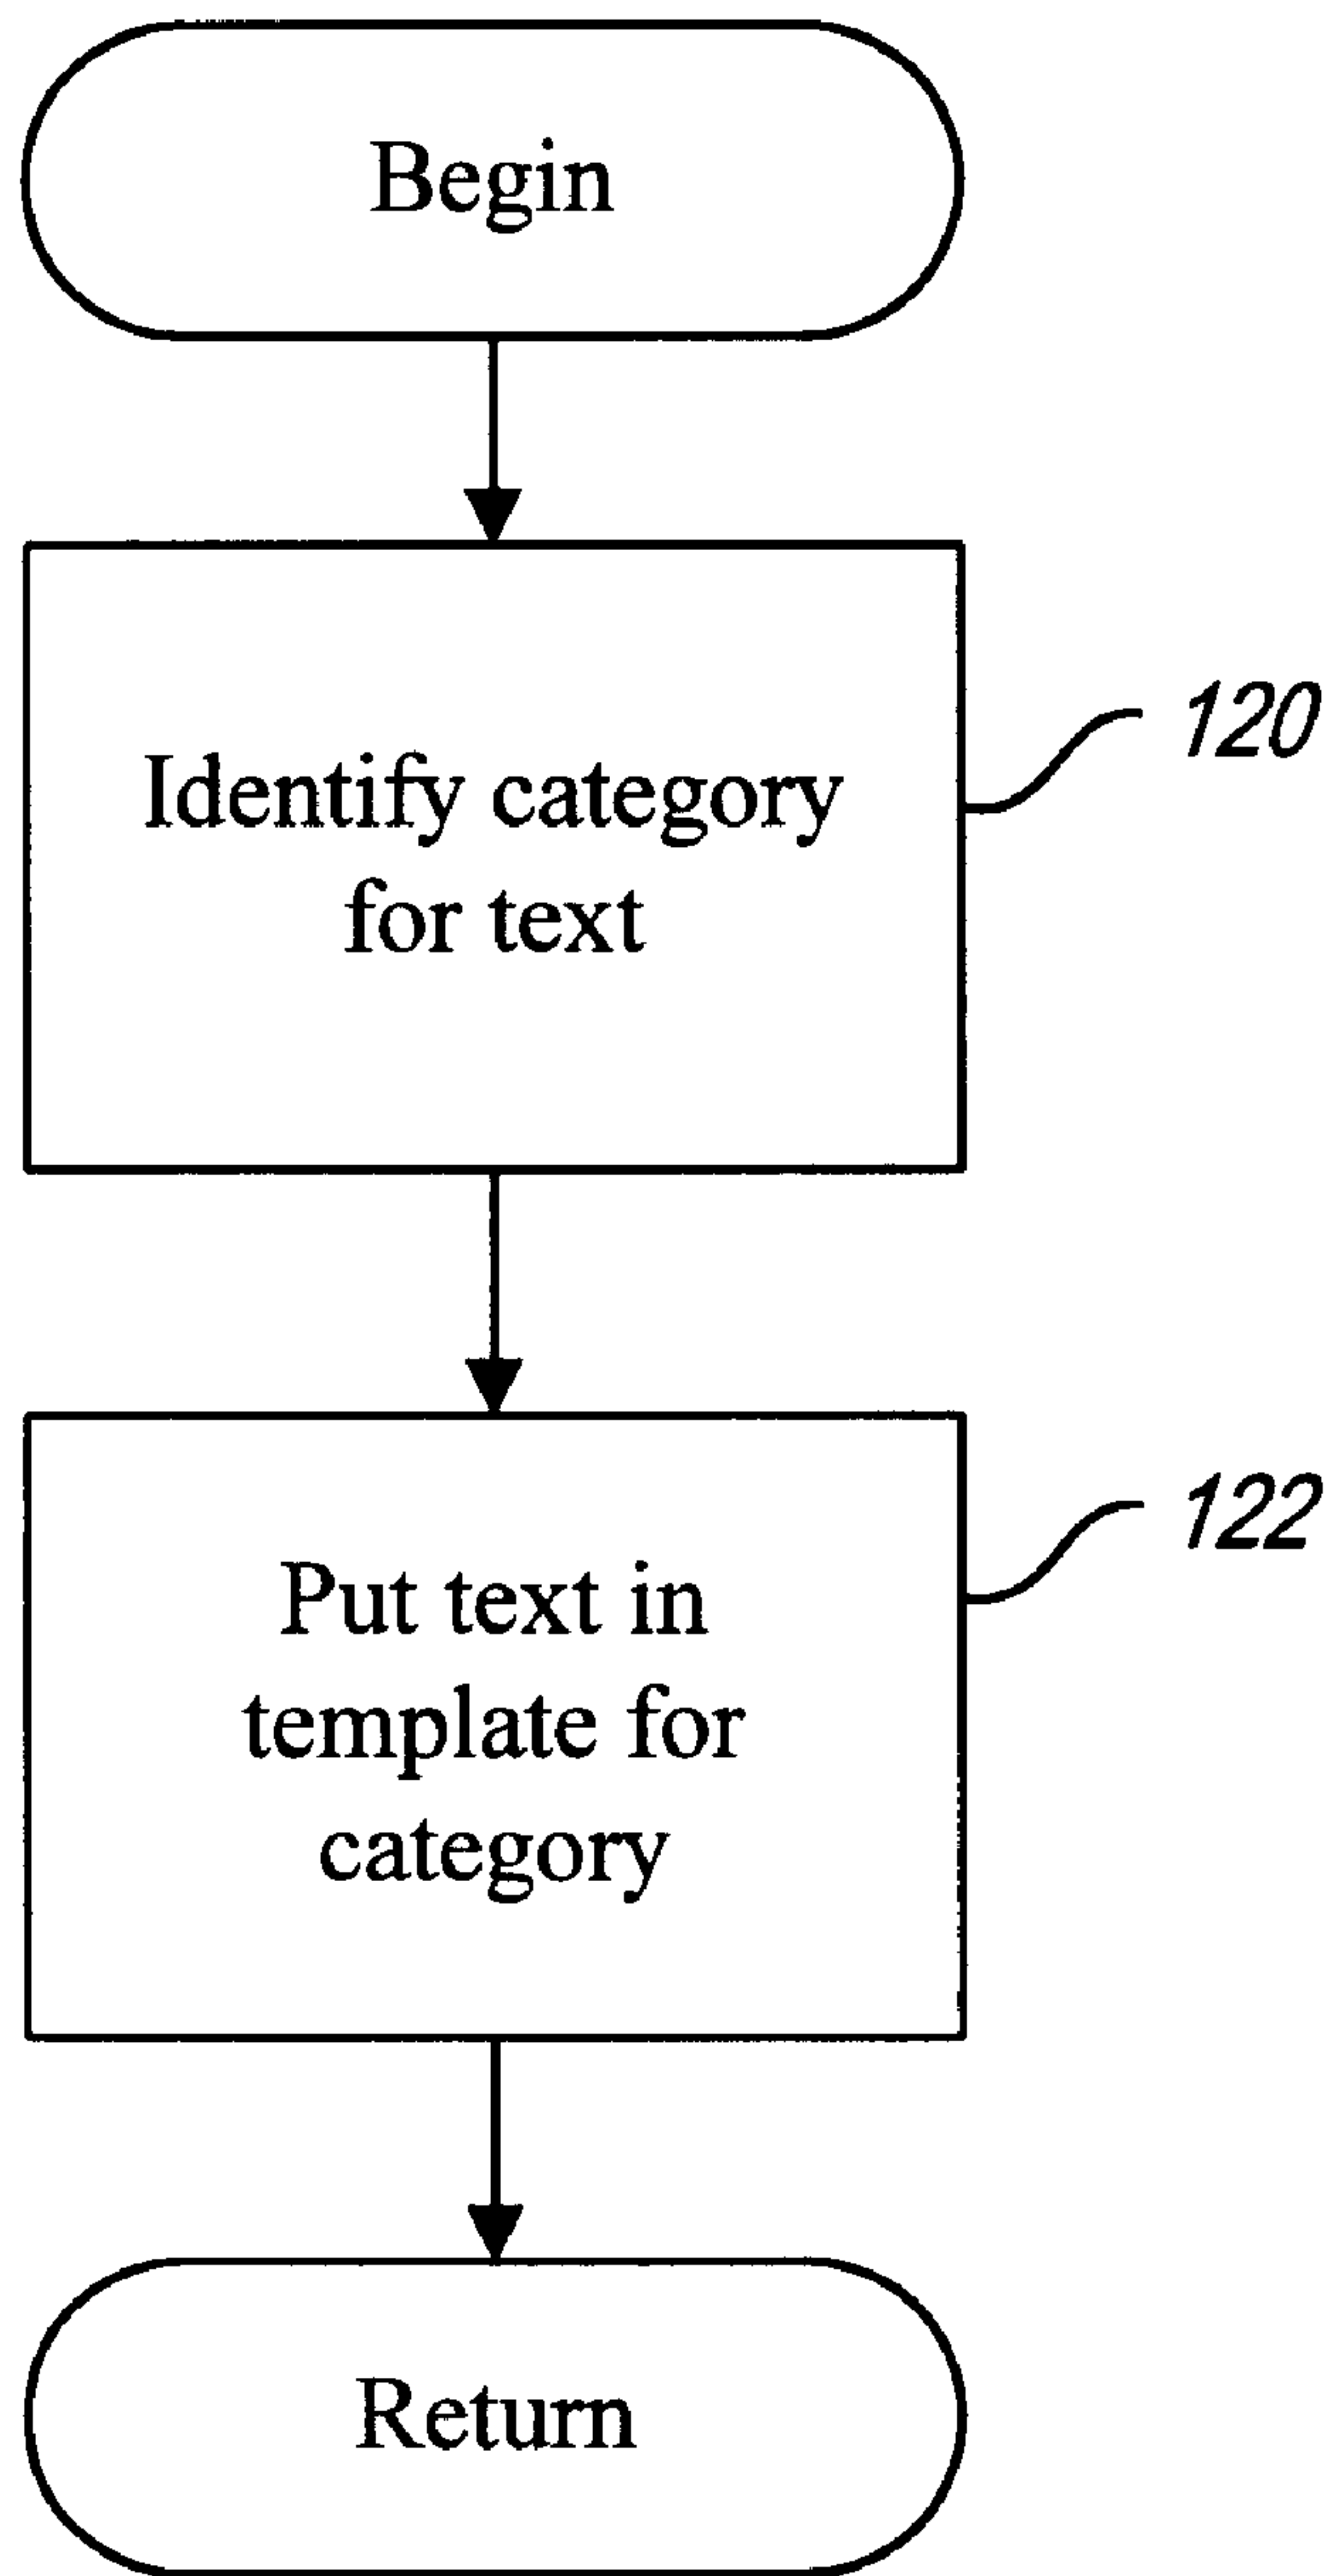 Begin
Identify category
for text
120
Put text in
template for
category
122
Return